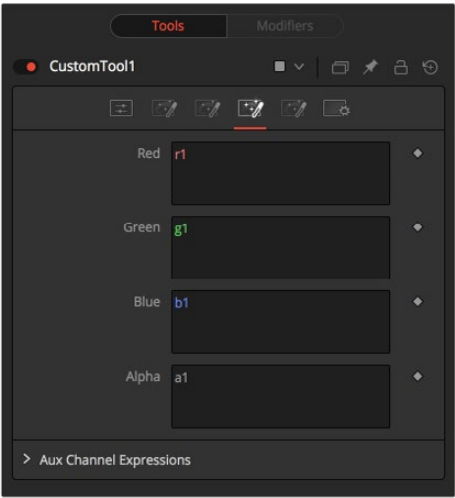 Tools
Modifiers
CustomTool1
Red
r1
Green
g1
Blue
b1
Alpha
a1
Aux Channel Expressions